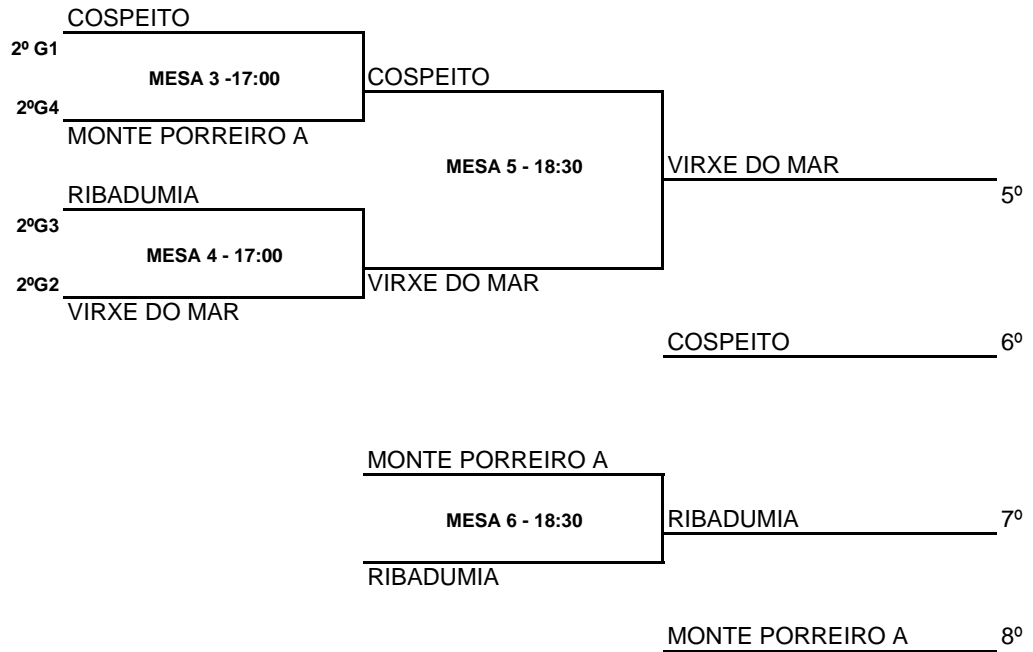 COSPEITO
2º G1
MESA 3 -17:00
COSPEITO
2ºG4
MONTE PORREIRO A
MESA 5 - 18:30
VIRXE DO MAR
RIBADUMIA
5º
2ºG3
MESA 4 - 17:00
2ºG2
VIRXE DO MAR
VIRXE DO MAR
COSPEITO
6º
MONTE PORREIRO A
MESA 6 - 18:30
RIBADUMIA
7º
RIBADUMIA
MONTE PORREIRO A
8º